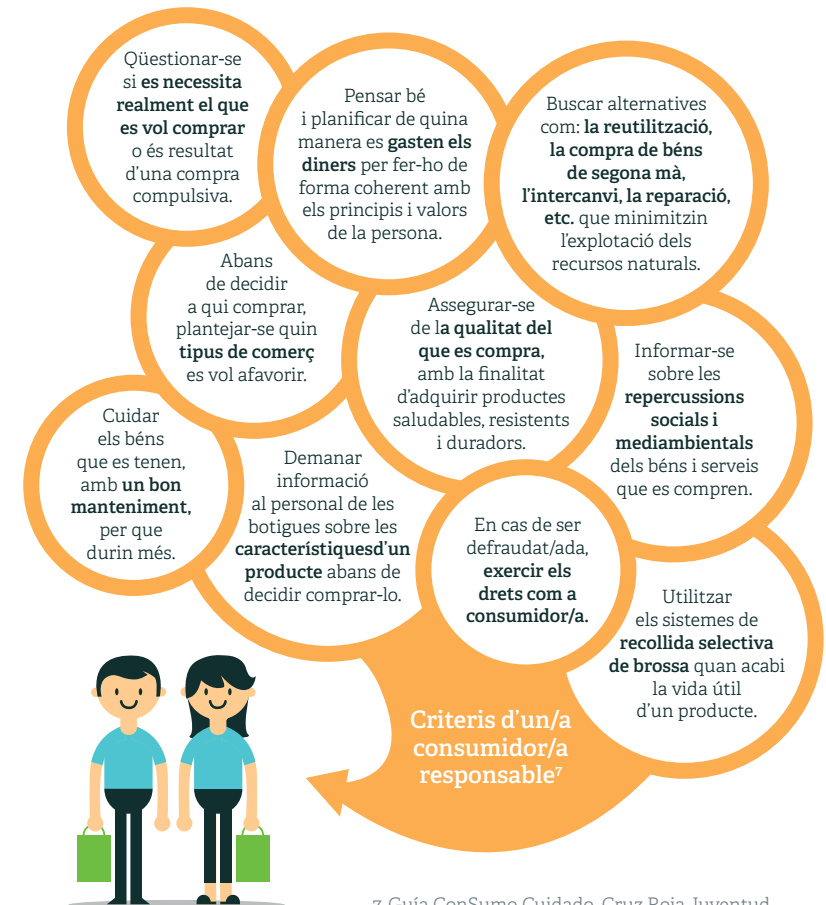 Qüestionar-se
si es necessita
realment el que
es vol comprar
o és resultat
d'una compra
compulsiva.
Pensar bé
i planificar de quina
manera es gasten els
diners per fer-ho de
forma coherent amb
els principis i valors
de la persona.
Buscar alternatives
com: la reutilització,
la compra de béns
de segona mà,
l'intercanvi, la reparació,
etc. que minimitzin
l'explotació dels
recursos naturals.
Abans
de decidir
a qui comprar,
plantejar-se quin
tipus de comerç
es vol afavorir.
Assegurar-se
de la qualitat del
que es compra,
amb la finalitat
d'adquirir productes
saludables, resistents
i duradors.
Informar-se
sobre les
repercussions
socials i
mediambientals
dels béns i serveis
que es compren.
Cuidar
els béns
que es tenen,
amb un bon
manteniment,
per que
durin més.
Demanar
informació
al personal de les
botigues sobre les
característiquesd'un
producte abans de
decidir comprar-lo.
En cas de ser
defraudat/ada,
exercir els
drets com a
consumidor/a.
Utilitzar
els sistemes de
recollida selectiva
de brossa quan acabi
la vida útil
d'un producte.
Criteris d'un/a
consumidor/a
responsable⁷
7 Guía ConSumo Cuidado. Cruz Roja Juventud